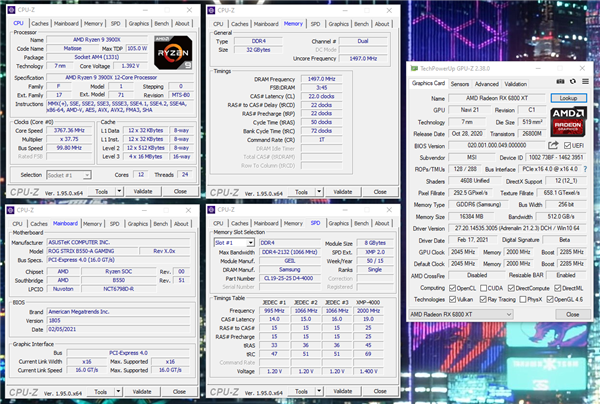 CPU-Z
CPU Caches Mainboard Memory SPD Graphics Bench About
Processor
Name AMD Ryzen 9 3900X
Code Name Matisse Max TDP 105.0 W
Package Socket AM4 (1331)
Technology 7 nm Core Voltage 1.392 V
AMD
RYZEN
Specification AMD Ryzen 9 3900X 12-Core Processor
Family F Model 1 Stepping 0
Ext. Family 17 Ext. Model 71 Revision MTS-B0
Instructions MMX(+), SSE, SSE2, SSE3, SSSE3, SSE4.1, SSE4.2, SSE4A,
x86-64, AMD-V, AES, AVX, AVX2, FMA3, SHA
Clocks (Core #0)
Core Speed 3767.36 MHz
Multiplier x 37.75
Bus Speed 99.80 MHz
Rated FSB
Cache
L1 Data 12 x 32 KBytes 8-way
L1 Inst. 12 x 32 KBytes 8-way
Level 2 12 x 512 KBytes 8-way
Level 3 4 x 16 MBytes 16-way
Selection Socket #1 Cores 12 Threads 24
CPU-Z Ver. 1.95.0.x64 Tools Validate Close
CPU-Z
CPU Caches Mainboard Memory SPD Graphics Bench About
General
Type DDR4 Channel # Dual
Size 32 GBytes DC Mode
Uncore Frequency 1497.0 MHz
Timings
DRAM Frequency 1497.0 MHz
FSB:DRAM 3:45
CAS# Latency (CL) 22.0 clocks
RAS# to CAS# Delay (tRCD) 22 clocks
RAS# Precharge (tRP) 22 clocks
Cycle Time (tRAS) 50 clocks
Bank Cycle Time (tRC) 72 clocks
Command Rate (CR) 1T
DRAM Idle Timer
Total CAS# (tRDRAM)
Row To Column (tRCD)
CPU-Z Ver. 1.95.0.x64 Tools Validate Close
CPU-Z
CPU Caches Mainboard Memory SPD Graphics Bench About
Motherboard
Manufacturer ASUSTeK COMPUTER INC.
Model ROG STRIX B550-A GAMING Rev X.0x
Bus Specs. PCI-Express 4.0 (16.0 GT/s)
Chipset AMD Ryzen SOC Rev. 00
Southbridge AMD B550 Rev. 51
LPCIO Nuvoton NCT6798D-R
BIOS
Brand American Megatrends Inc.
Version 1805
Date 02/05/2021
Graphic Interface
Bus PCI-Express 4.0
Current Link Width x16 Max. Supported x16
Current Link Speed 16.0 GT/s Max. Supported 16.0 GT/s
CPU-Z Ver. 1.95.0.x64 Tools Validate Close
CPU-Z
CPU Caches Mainboard Memory SPD Graphics Bench About
Memory Slot Selection
Slot #1 DDR4 Module Size 8 GBytes
Max Bandwidth DDR4-2132 (1066 MHz) SPD Ext. XMP 2.0
Module Manuf. GEIL Week/Year 50 / 15
DRAM Manuf. Samsung Ranks Single
Part Number CL19-25-25 D4-4000 Correction
Serial Number Registered
Timings Table
JEDEC #1 JEDEC #2 JEDEC #3 XMP-4000
Frequency 995 MHz 1066 MHz 1066 MHz 2000 MHz
CAS# Latency 14.0 15.0 16.0 19.0
RAS# to CAS# 15 15 15 25
RAS# Precharge 15 15 15 25
tRAS 33 36 36 45
tRC 47 51 51 69
Command Rate
Voltage 1.20 V 1.20 V 1.20 V 1.400 V
CPU-Z Ver. 1.95.0.x64 Tools Validate Close
TechPowerUp GPU-Z 2.38.0
Graphics Card Sensors Advanced Validation
Name AMD Radeon RX 6800 XT Lookup
GPU Navi 21 Revision C1
Technology 7 nm Die Size 519 mm²
Release Date Oct 28, 2020 Transistors 26800M
AMD
RADEON
GRAPHICS
BIOS Version 020.001.000.049.000000 UEFI
Subvendor MSI Device ID 1002 73BF - 1462 3951
ROPs/TMUs 128 / 288 Bus Interface PCIe x16 4.0 @ x16 4.0 ?
Shaders 4608 Unified DirectX Support 12 (12_1)
Pixel Fillrate 292.5 GPixel/s Texture Fillrate 658.1 GTexel/s
Memory Type GDDR6 (Samsung) Bus Width 256 bit
Memory Size 16384 MB Bandwidth 512.0 GB/s
Driver Version 27.20.14535.3005 (Adrenalin 21.2.3) DCH / Win10 64
Driver Date Feb 17, 2021 Digital Signature Beta
GPU Clock 2045 MHz Memory 2000 MHz Boost 2285 MHz
Default Clock 2045 MHz Memory 2000 MHz Boost 2285 MHz
AMD CrossFire Disabled Resizable BAR Enabled
Computing OpenCL CUDA DirectCompute DirectML
Technologies Vulkan Ray Tracing PhysX OpenGL 4.6
AMD Radeon RX 6800 XT Close